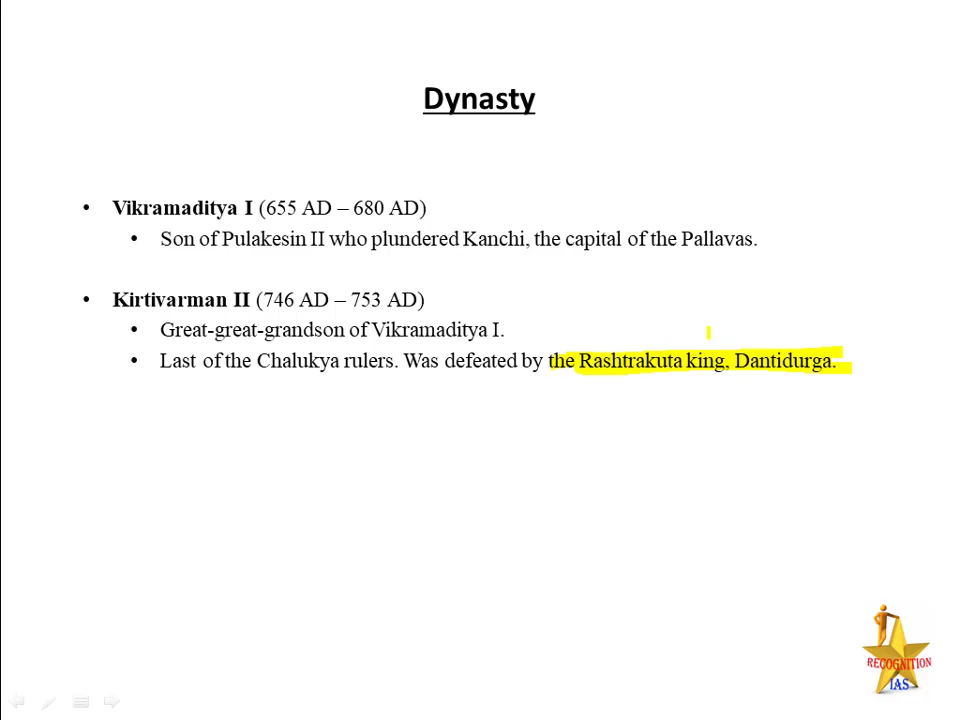 Dynasty
• Vikramaditya I (655 AD – 680 AD)
• Son of Pulakesin II who plundered Kanchi, the capital of the Pallavas.
• Kirtivarman II (746 AD – 753 AD)
• Great-great-grandson of Vikramaditya I.
• Last of the Chalukya rulers. Was defeated by the Rashtrakuta king, Dantidurga.
RECOGNITION
IAS